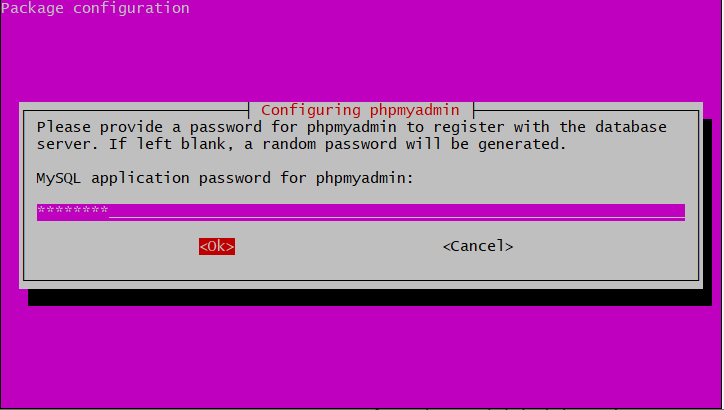 Package configuration
Configuring phpmyadmin
Please provide a password for phpmyadmin to register with the database
server. If left blank, a random password will be generated.
MySQL application password for phpmyadmin:
********_______________________________________________________________
<Ok> <Cancel>